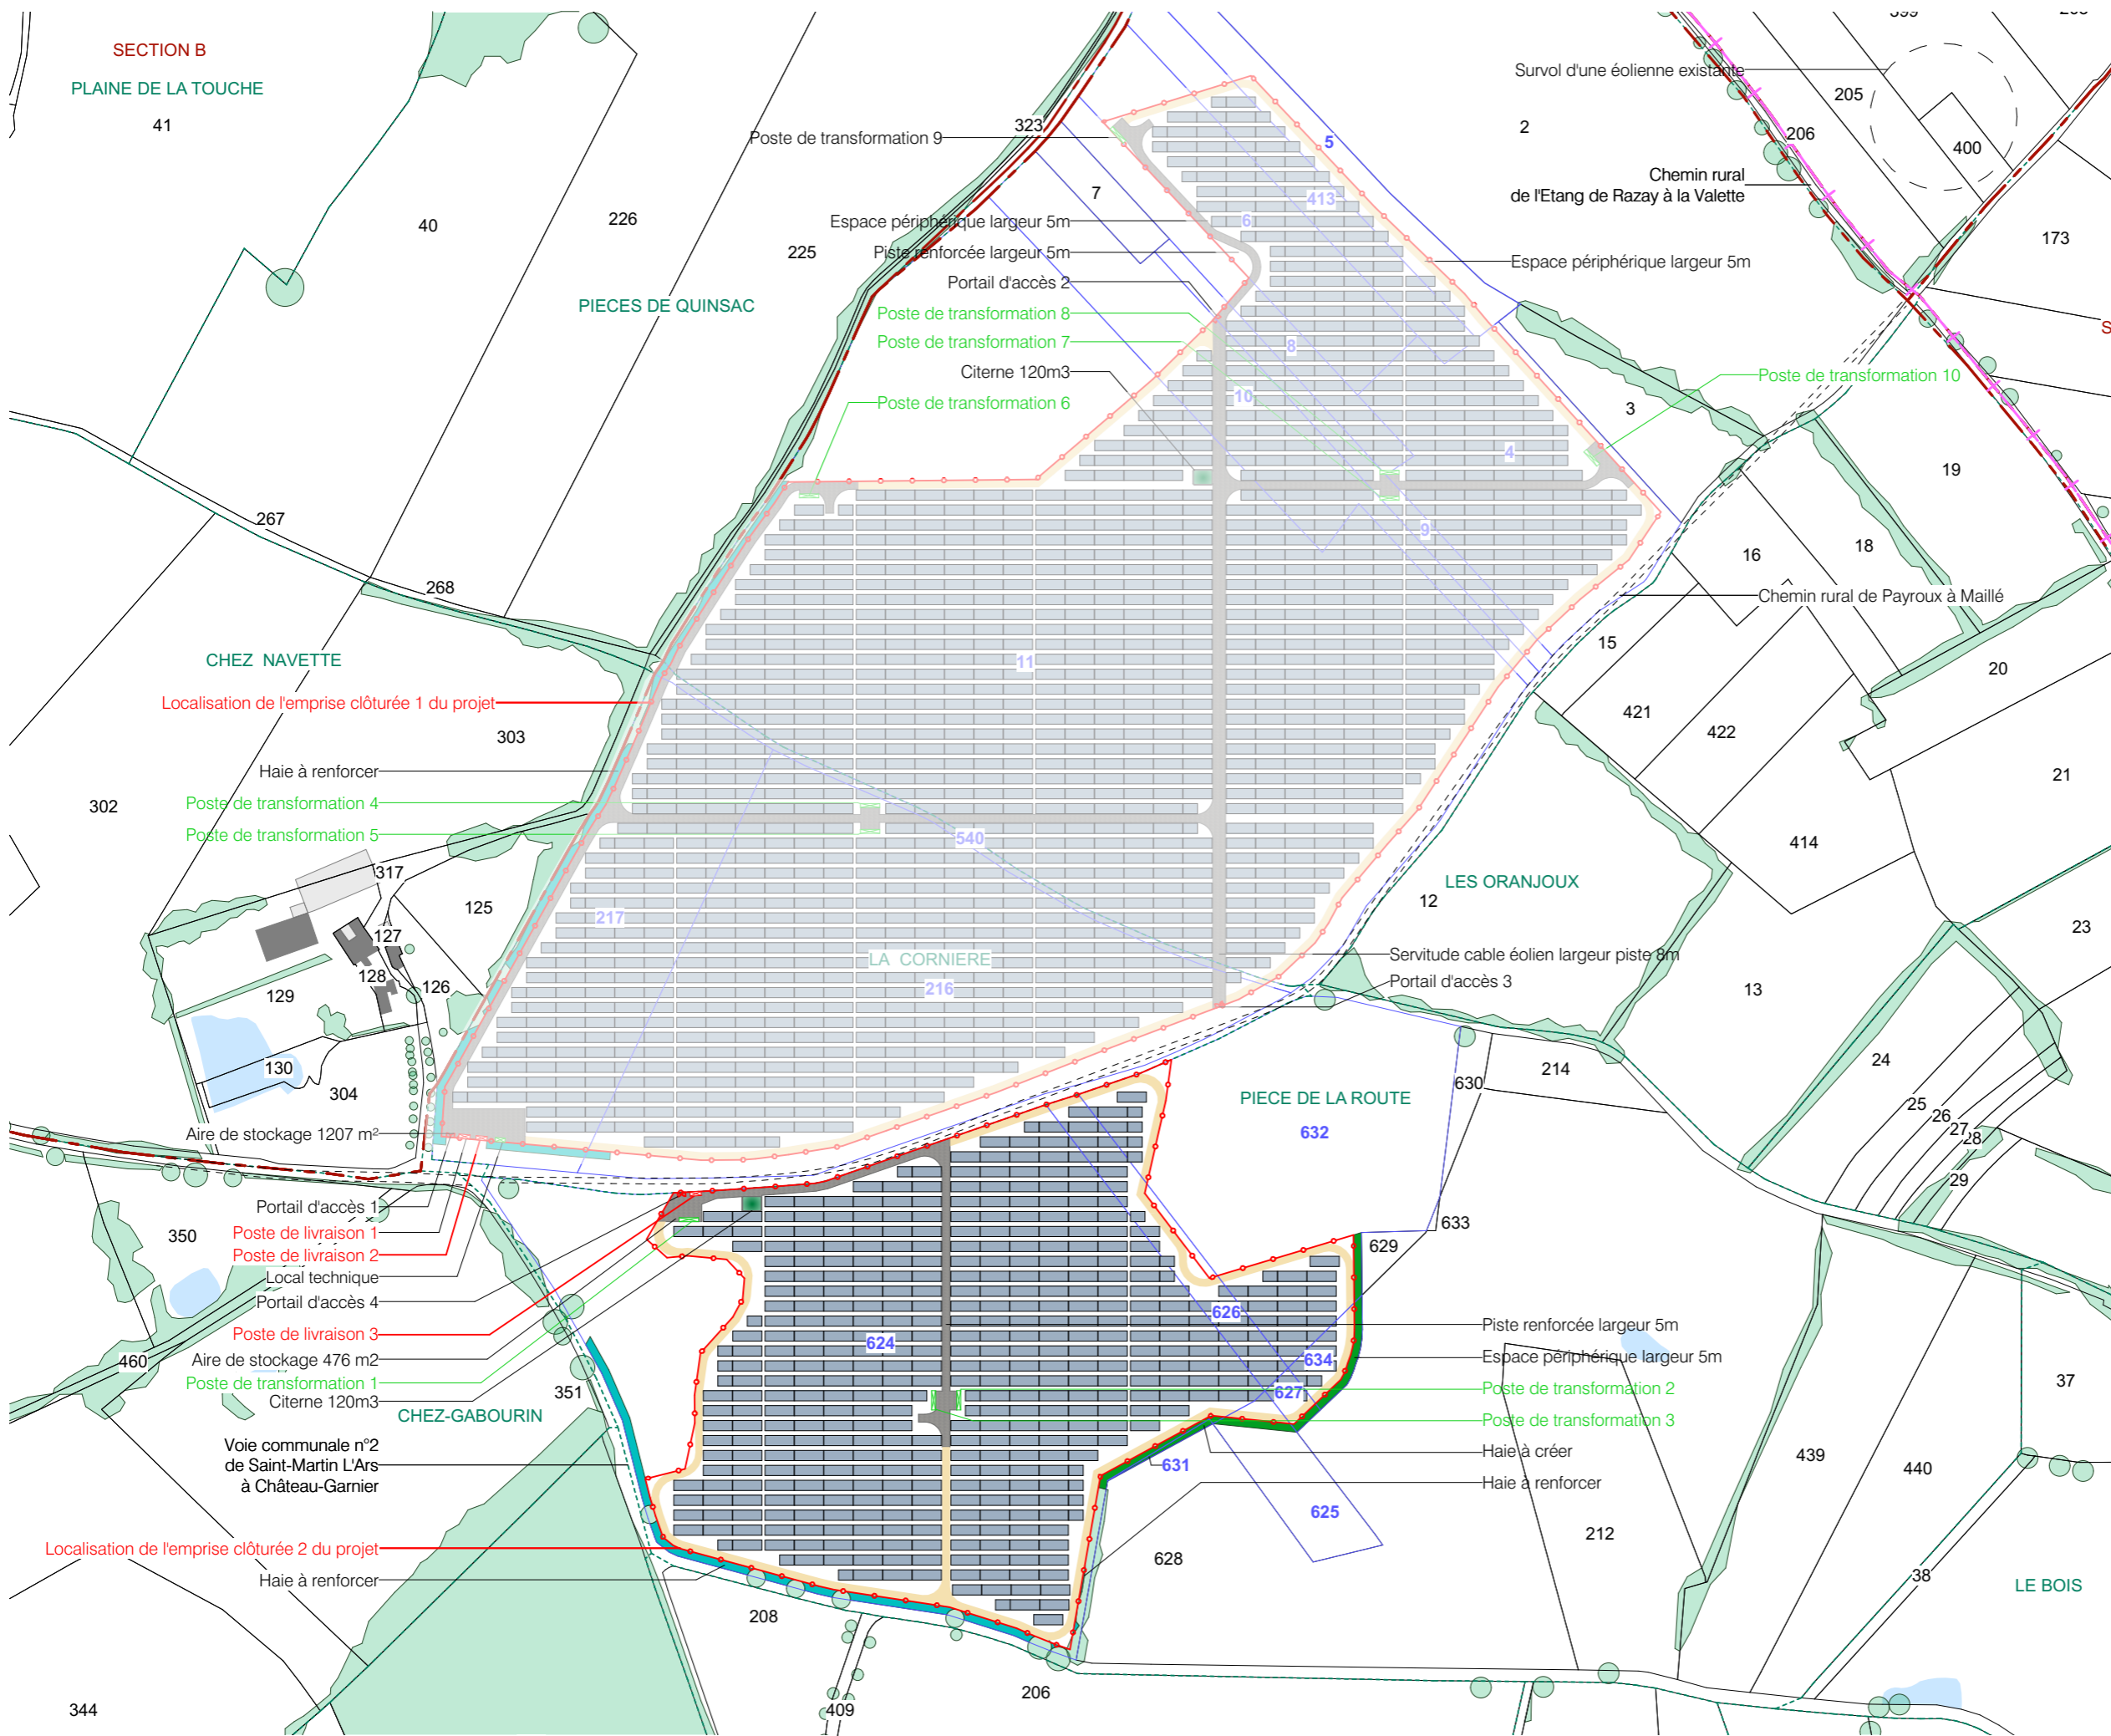 SECTION B
PLAINE DE LA TOUCHE
41
40
226
225
323
PIECES DE QUINSAC
267
268
Poste de transformation 9
7
Espace périphérique largeur 5m
Piste renforcée largeur 5m
Portail d'accès 2
Poste de transformation 8
Poste de transformation 7
Citerne 120m3
Poste de transformation 6
5
413
6
8
10
4
9
11
540
217
LA CORNIERE
216
Survol d'une éolienne existante
2
205
206
400
399
173
Chemin rural
de l'Etang de Razay à la Valette
Espace périphérique largeur 5m
Poste de transformation 10
3
19
16
18
Chemin rural de Payroux à Maillé
15
20
421
422
21
414
LES ORANJOUX
12
23
Servitude cable éolien largeur piste 8m
Portail d'accès 3
13
24
CHEZ NAVETTE
Localisation de l'emprise clôturée 1 du projet
303
Haie à renforcer
302
Poste de transformation 4
Poste de transformation 5
317
125
127
128
126
129
130
304
Aire de stockage 1207 m²
Portail d'accès 1
350
Poste de livraison 1
Poste de livraison 2
Local technique
Portail d'accès 4
Poste de livraison 3
460
Aire de stockage 476 m2
Poste de transformation 1
Citerne 120m3
351
CHEZ-GABOURIN
Voie communale n°2
de Saint-Martin L'Ars
à Château-Garnier
Localisation de l'emprise clôturée 2 du projet
Haie à renforcer
344
208
409
206
PIECE DE LA ROUTE
632
630
214
25
26
27
28
29
633
629
624
626
634
627
631
625
628
Piste renforcée largeur 5m
Espace périphérique largeur 5m
Poste de transformation 2
Poste de transformation 3
Haie à créer
Haie à renforcer
212
439
440
37
38
LE BOIS